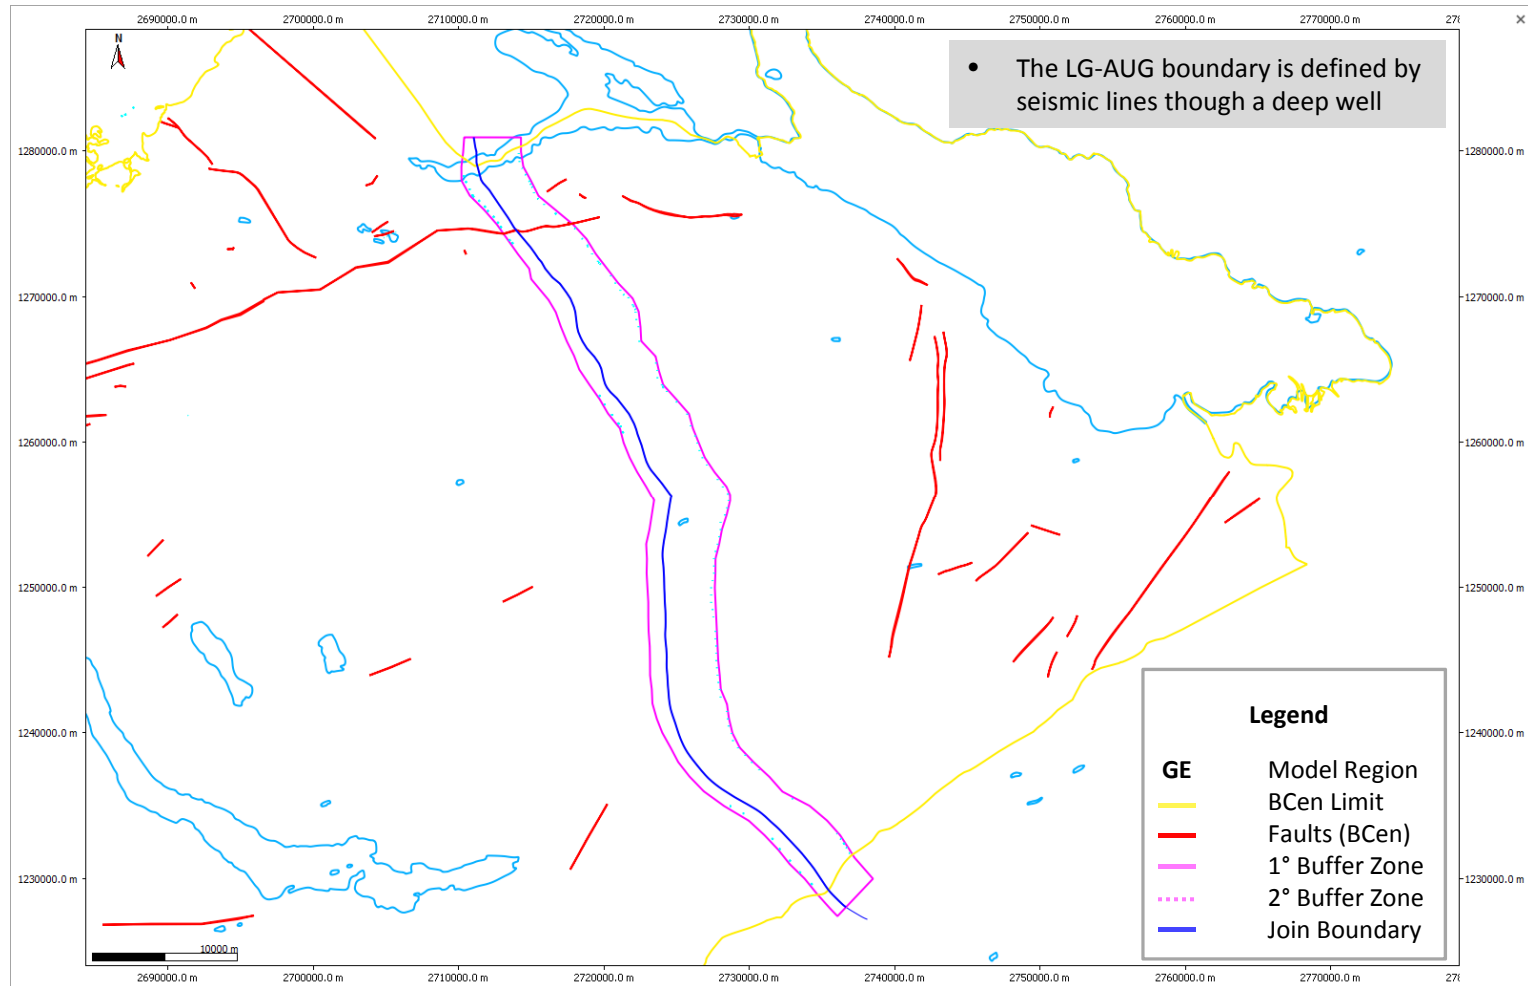 2690000.0 m 2700000.0 m 2710000.0 m 2720000.0 m 2730000.0 m 2740000.0 m 2750000.0 m 2760000.0 m 2770000.0 m 277
N
• The LG-AUG boundary is defined by
seismic lines though a deep well
1280000.0 m 1280000.0 m
1270000.0 m 1270000.0 m
1260000.0 m 1260000.0 m
1250000.0 m 1250000.0 m
1240000.0 m 1240000.0 m
1230000.0 m 1230000.0 m
Legend
GE Model Region
BCen Limit
Faults (BCen)
1° Buffer Zone
2° Buffer Zone
Join Boundary
10000 m
2690000.0 m 2700000.0 m 2710000.0 m 2720000.0 m 2730000.0 m 2740000.0 m 2750000.0 m 2760000.0 m 2770000.0 m 277